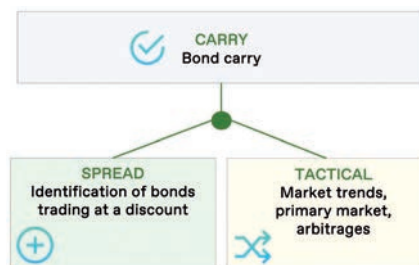 CARRY
Bond carry
SPREAD
Identification of bonds
trading at a discount
TACTICAL
Market trends,
primary market,
arbitrages